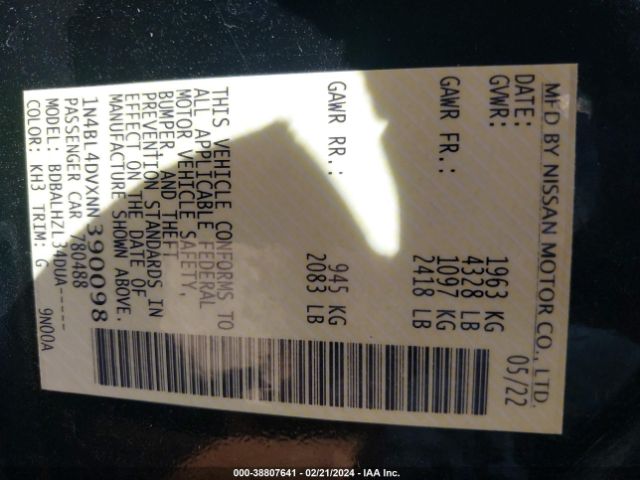 MFD BY NISSAN MOTOR CO., LTD.
DATE: 05/22
GVWR: 1963 KG
4328 LB
GAWR FR.: 1097 KG
2418 LB
GAWR RR.: 945 KG
2083 LB
THIS VEHICLE CONFORMS TO
ALL APPLICABLE FEDERAL
MOTOR VEHICLE SAFETY,
BUMPER, AND THEFT
PREVENTION STANDARDS IN
EFFECT ON THE DATE OF
MANUFACTURE SHOWN ABOVE.
1N4BL4DVXNN390098
PASSENGER CAR 780488
MODEL: BDBALHZL34DUA-----
COLOR: KH3 TRIM: G 9N00A
000-38807641 - 02/21/2024 - IAA Inc.